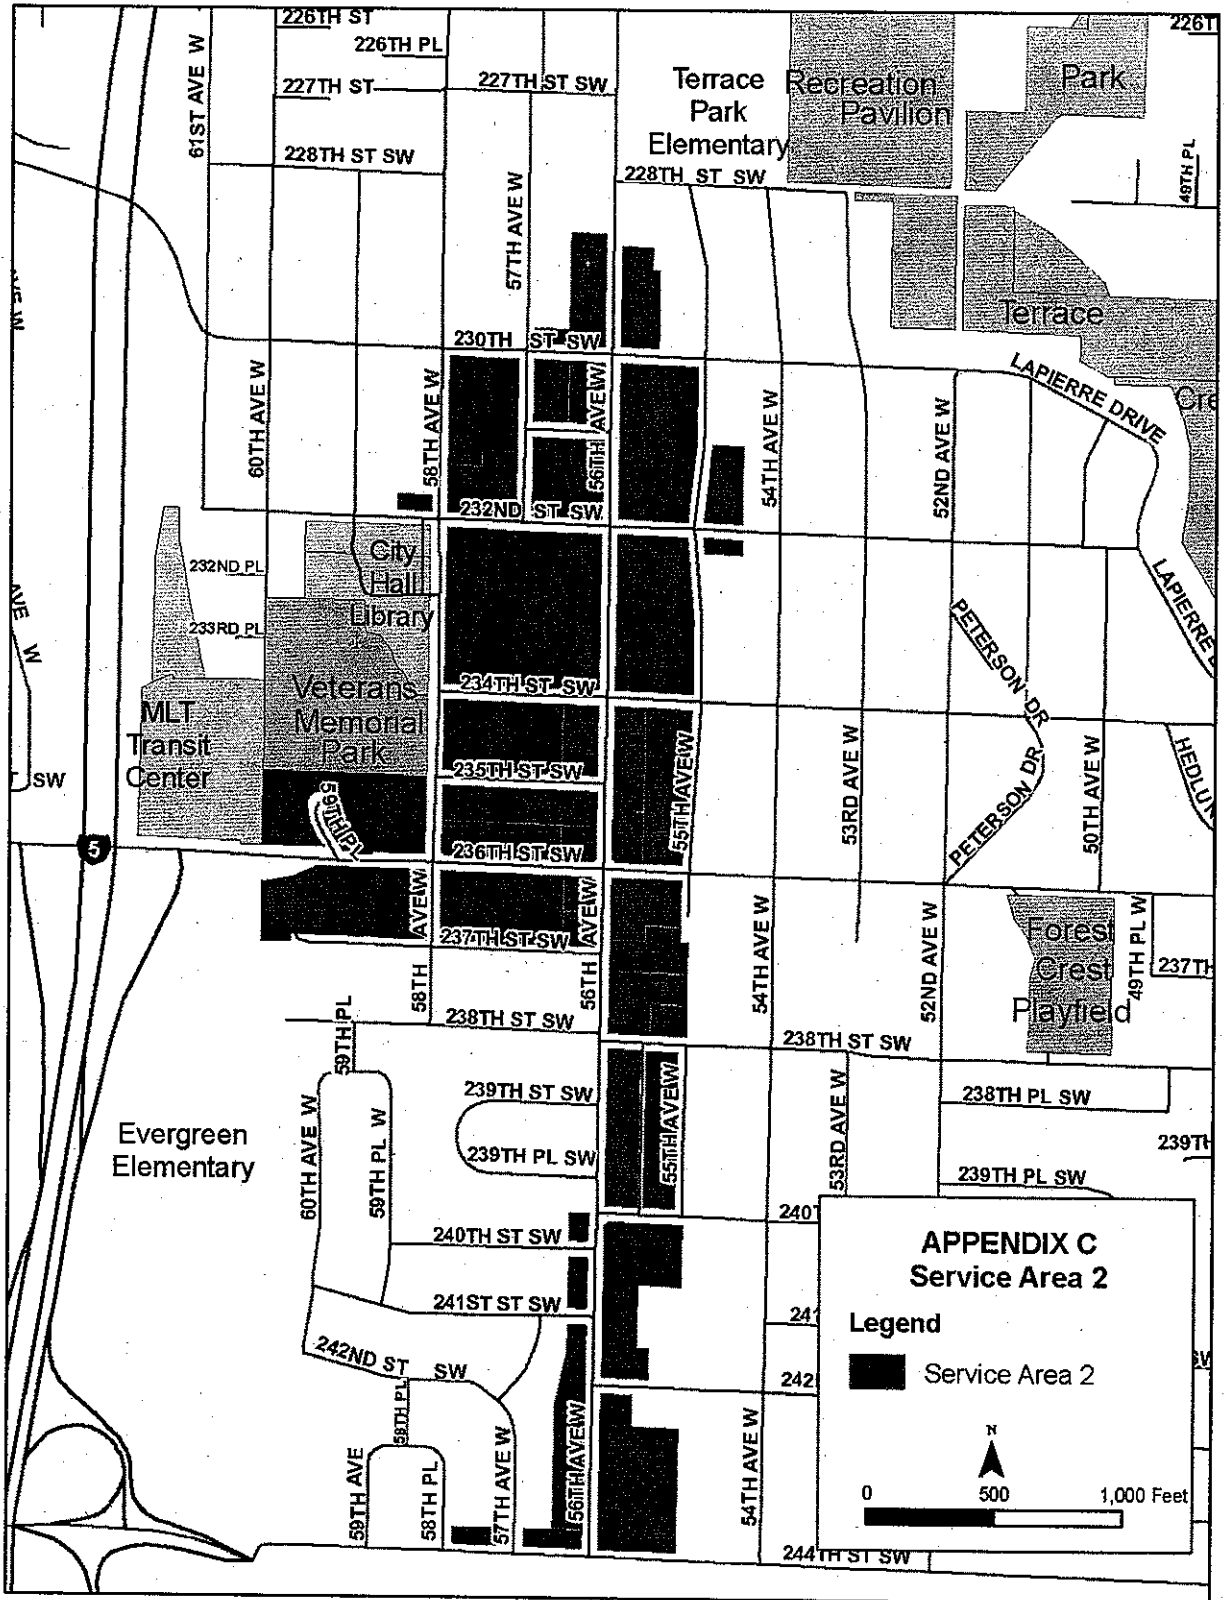 226TH ST
226TH PL
227TH ST
227TH ST SW
61ST AVE W
228TH ST SW
57TH AVE W
Terrace
Park
Elementary
Recreation
Pavilion
Park
228TH ST SW
49TH PL
Terrace
230TH ST SW
60TH AVE W
58TH AVE W
56TH AVE W
54TH AVE W
52ND AVE W
LAPIERRE DRIVE
232ND ST SW
232ND PL
233RD PL
City
Hall
Library
Veterans
Memorial
Park
MLT
Transit
Center
AVE W
SW
5
234TH ST SW
235TH ST SW
59TH PL
236TH ST SW
55TH AVE W
53RD AVE W
PETERSON DR
PETERSON DR
50TH AVE W
LAPIERRE
58TH AVE W
237TH ST SW
56TH AVE W
54TH AVE W
52ND AVE W
Forest
Crest
Playfield
49TH PL W
237TH
59TH PL
238TH ST SW
238TH ST SW
239TH ST SW
239TH PL SW
60TH AVE W
59TH PL W
55TH AVE W
53RD AVE W
238TH PL SW
239TH
239TH PL SW
Evergreen
Elementary
240TH ST SW
241ST ST SW
242ND ST SW
58TH PL
59TH AVE
58TH PL
57TH AVE W
56TH AVE W
54TH AVE W
244TH ST SW
APPENDIX C
Service Area 2
Legend
Service Area 2
N
0 500 1,000 Feet